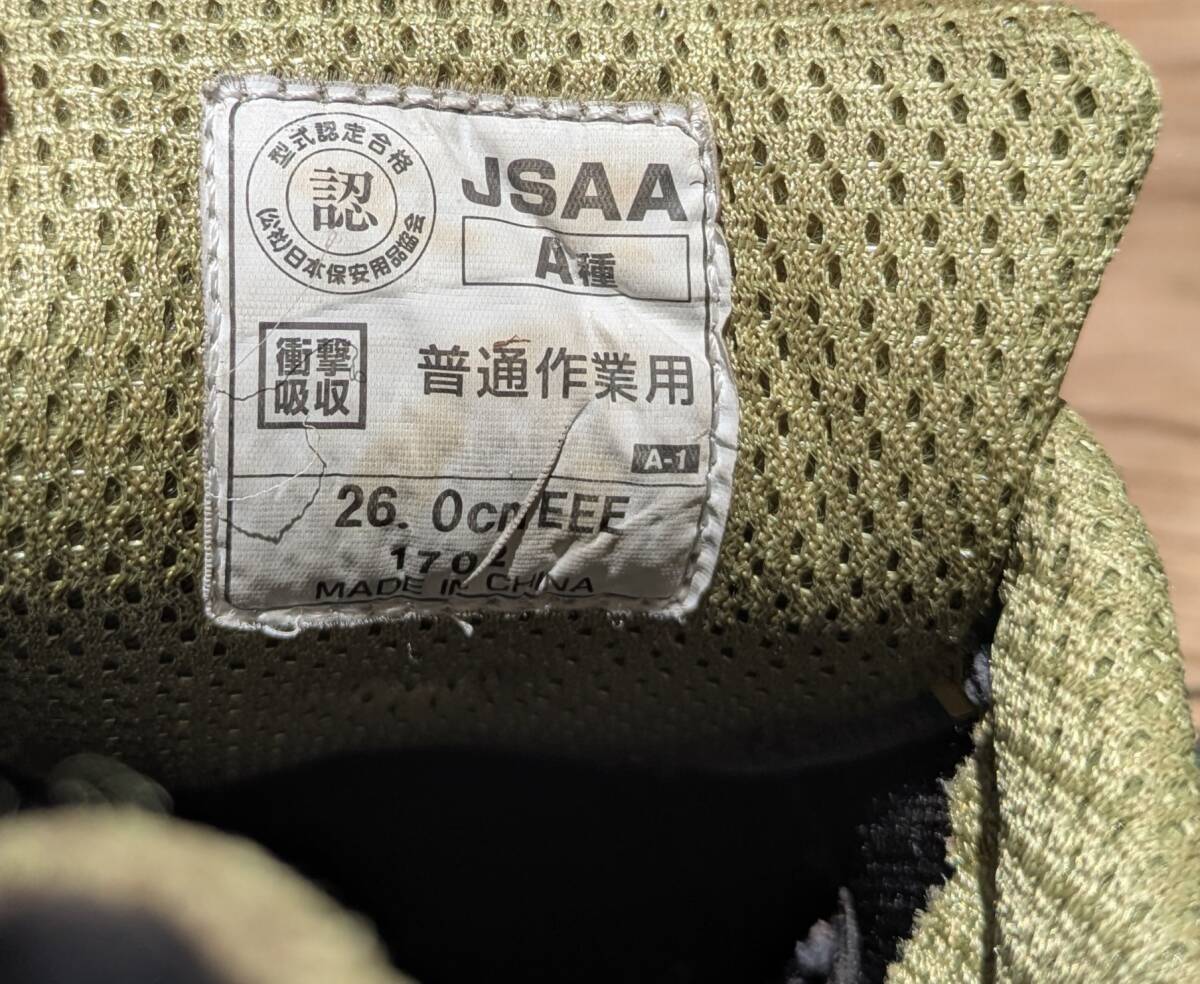 型式認定合格
認
(公社)日本保安用品協会
JSAA
A種
衝撃
吸収
普通作業用
A-1
26.0cm EEE
1702
MADE IN CHINA